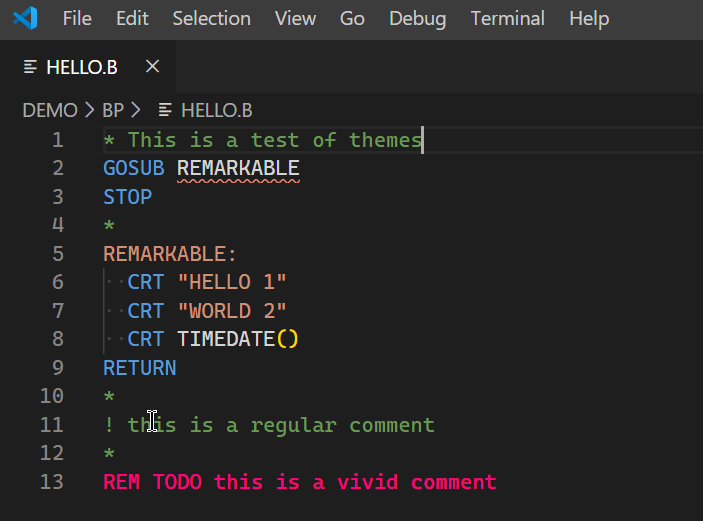 File Edit Selection View Go Debug Terminal Help
HELLO.B
DEMO > BP > HELLO.B
1 * This is a test of themes
2 GOSUB REMARKABLE
3 STOP
4 *
5 REMARKABLE:
6 CRT "HELLO 1"
7 CRT "WORLD 2"
8 CRT TIMEDATE()
9 RETURN
10 *
11 ! this is a regular comment
12 *
13 REM TODO this is a vivid comment